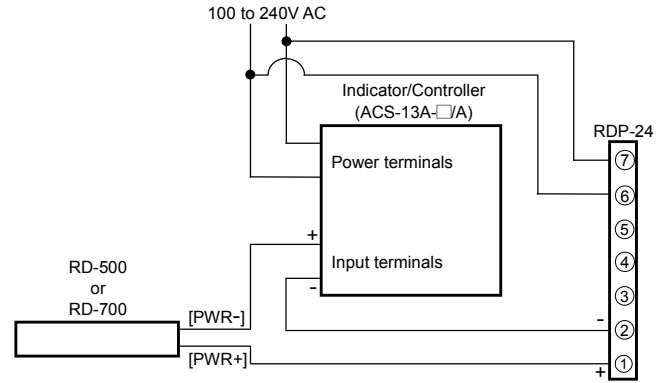 100 to 240V AC
Indicator/Controller
(ACS-13A-□/A)
RDP-24
Power terminals
⑦
⑥
⑤
+
Input terminals
④
-
③
RD-500
or
RD-700
[PWR-]
-
②
[PWR+]
+
①